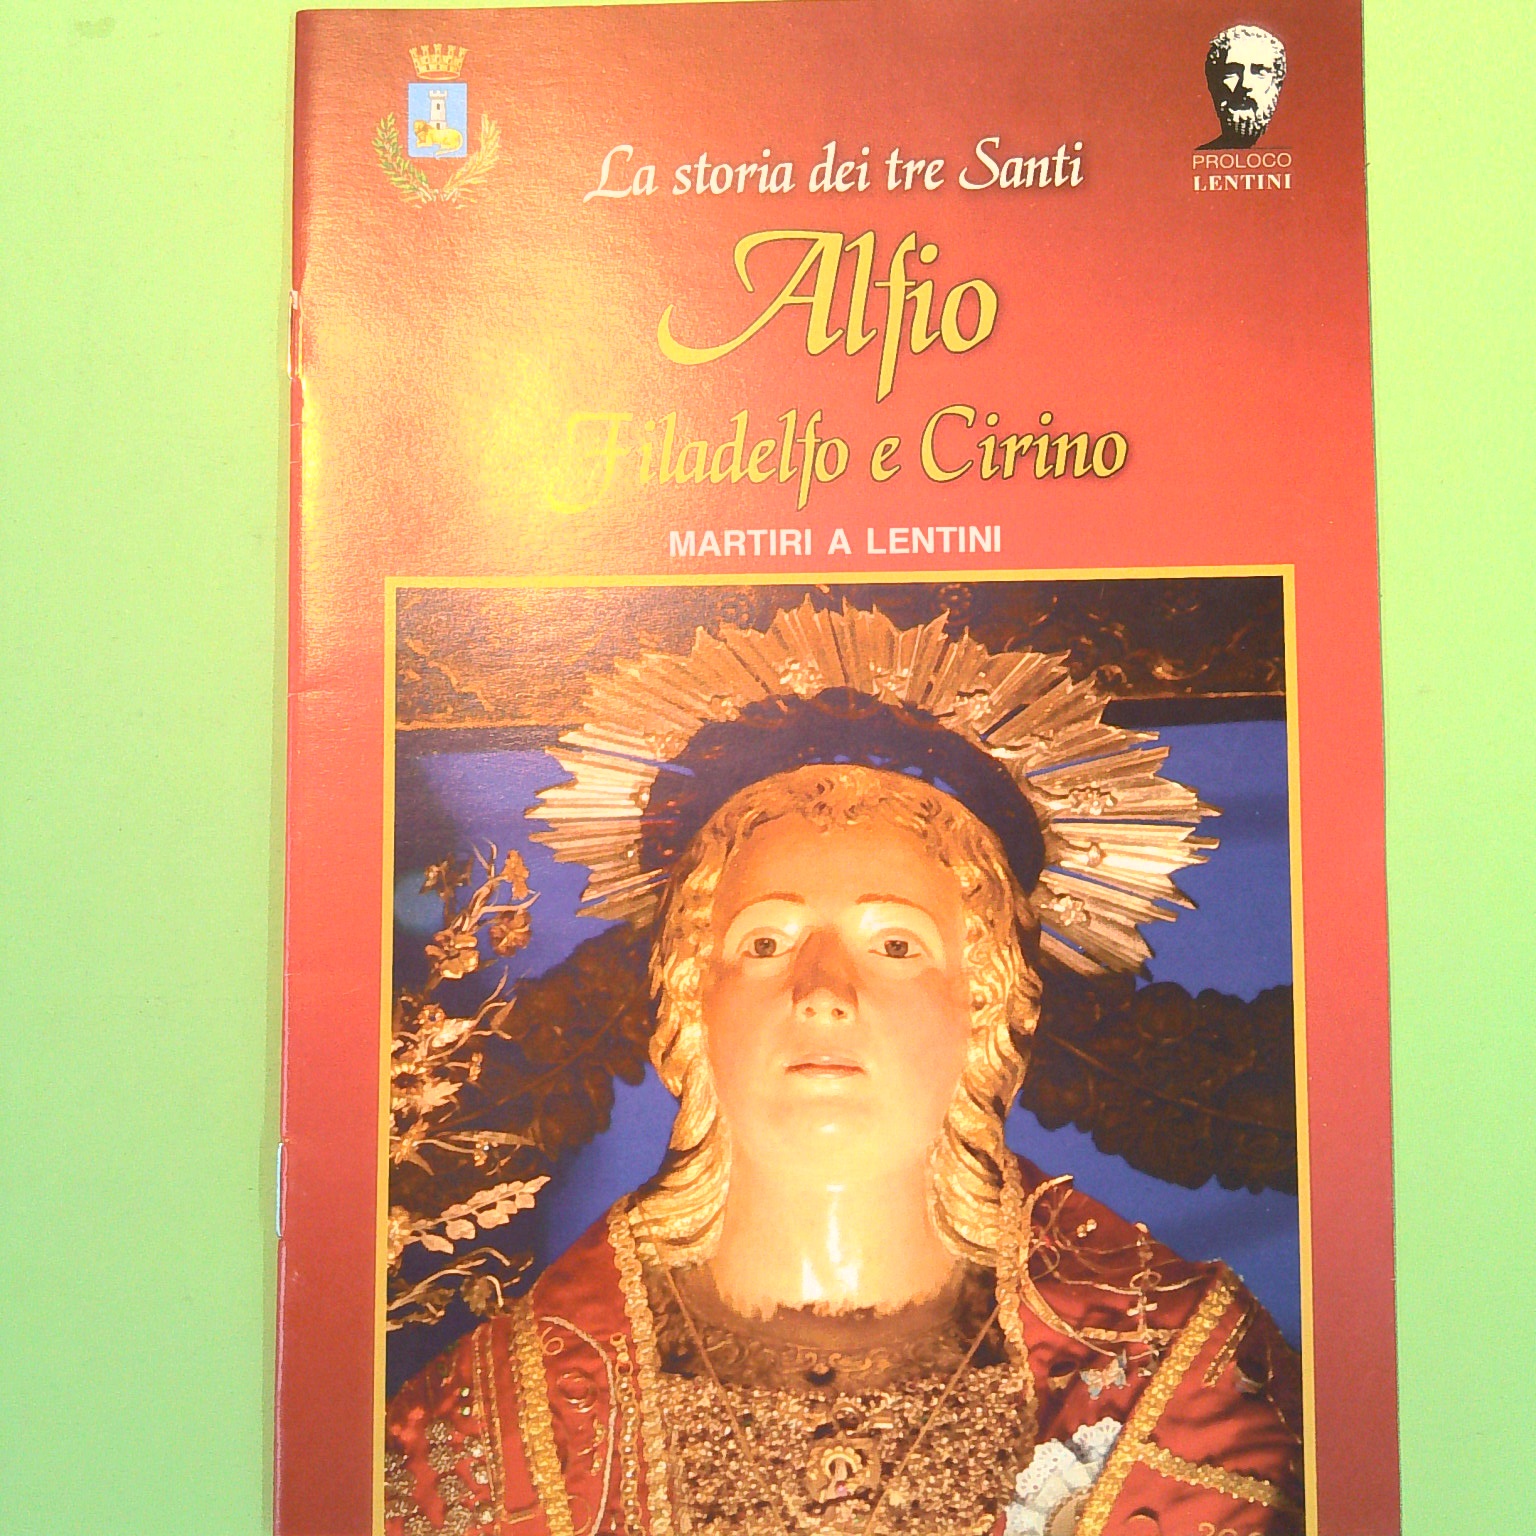 La storia dei tre Santi
PROLOCO
LENTINI
Alfio
Filadelfo e Cirino
MARTIRI A LENTINI